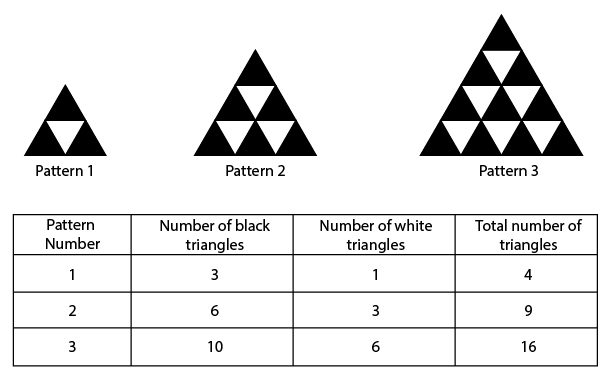 Pattern 1 Pattern 2 Pattern 3
Pattern Number Number of black triangles Number of white triangles Total number of triangles
1 3 1 4
2 6 3 9
3 10 6 16